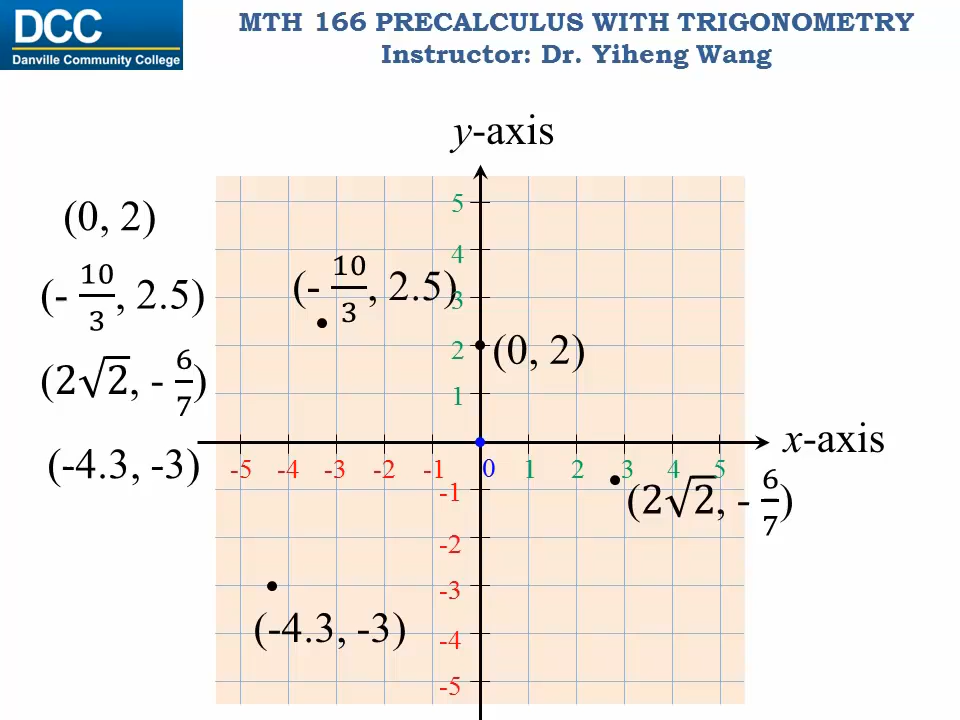 DCC
Danville Community College
MTH 166 PRECALCULUS WITH TRIGONOMETRY
Instructor: Dr. Yiheng Wang
y-axis
(0, 2)
(- 10/3, 2.5)
(2√2, - 6/7)
(-4.3, -3)
5
4
(- 10/3, 2.5)
3
2
(0, 2)
1
x-axis
-5 -4 -3 -2 -1 0 1 2 3 4 5
-1
(2√2, - 6/7)
-2
-3
(-4.3, -3)
-4
-5